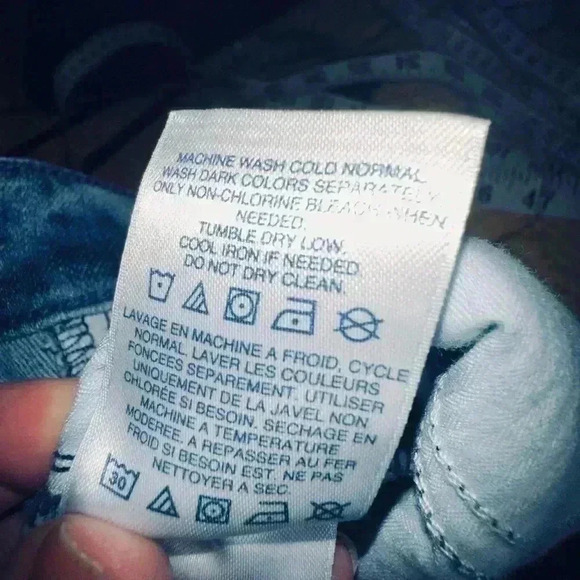 MACHINE WASH COLD NORMAL
WASH DARK COLORS SEPARATELY
ONLY NON-CHLORINE BLEACH WHEN
NEEDED.
TUMBLE DRY LOW.
COOL IRON IF NEEDED
DO NOT DRY CLEAN.
LAVAGE EN MACHINE A FROID, CYCLE
NORMAL. LAVER LES COULEURS
FONCEES SEPAREMENT. UTILISER
UNIQUEMENT DE LA JAVEL NON
CHLORÉE SI BESOIN. SECHAGE EN
MACHINE A TEMPERATURE
MODEREE. A REPASSER AU FER
FROID SI BESOIN EST. NE PAS
NETTOYER A SEC.
30